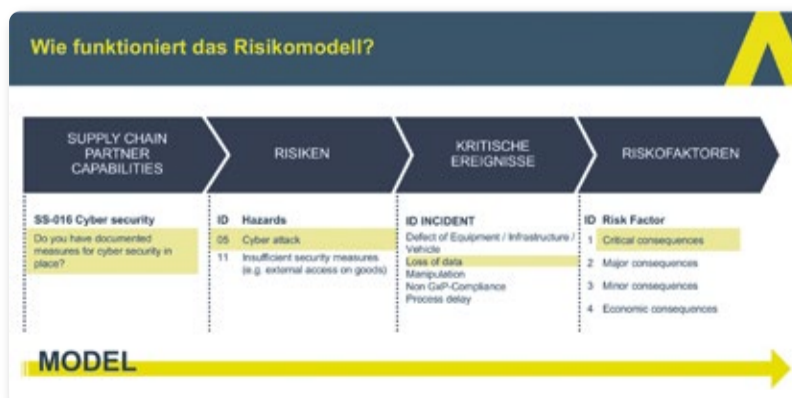 Wie funktioniert das Risikomodell?
SUPPLY CHAIN
PARTNER
CAPABILITIES
RISIKEN
KRITISCHE
EREIGNISSE
RISKOFAKTOREN
SS-016 Cyber security
Do you have documented
measures for cyber security in
place?
ID Hazards
05 Cyber attack
11 Insufficient security measures
(e.g. external access on goods)
ID INCIDENT
Defect of Equipment / Infrastructure /
Vehicle
Loss of data
Manipulation
Non GxP-Compliance
Process delay
ID Risk Factor
1 Critical consequences
2 Major consequences
3 Minor consequences
4 Economic consequences
MODEL